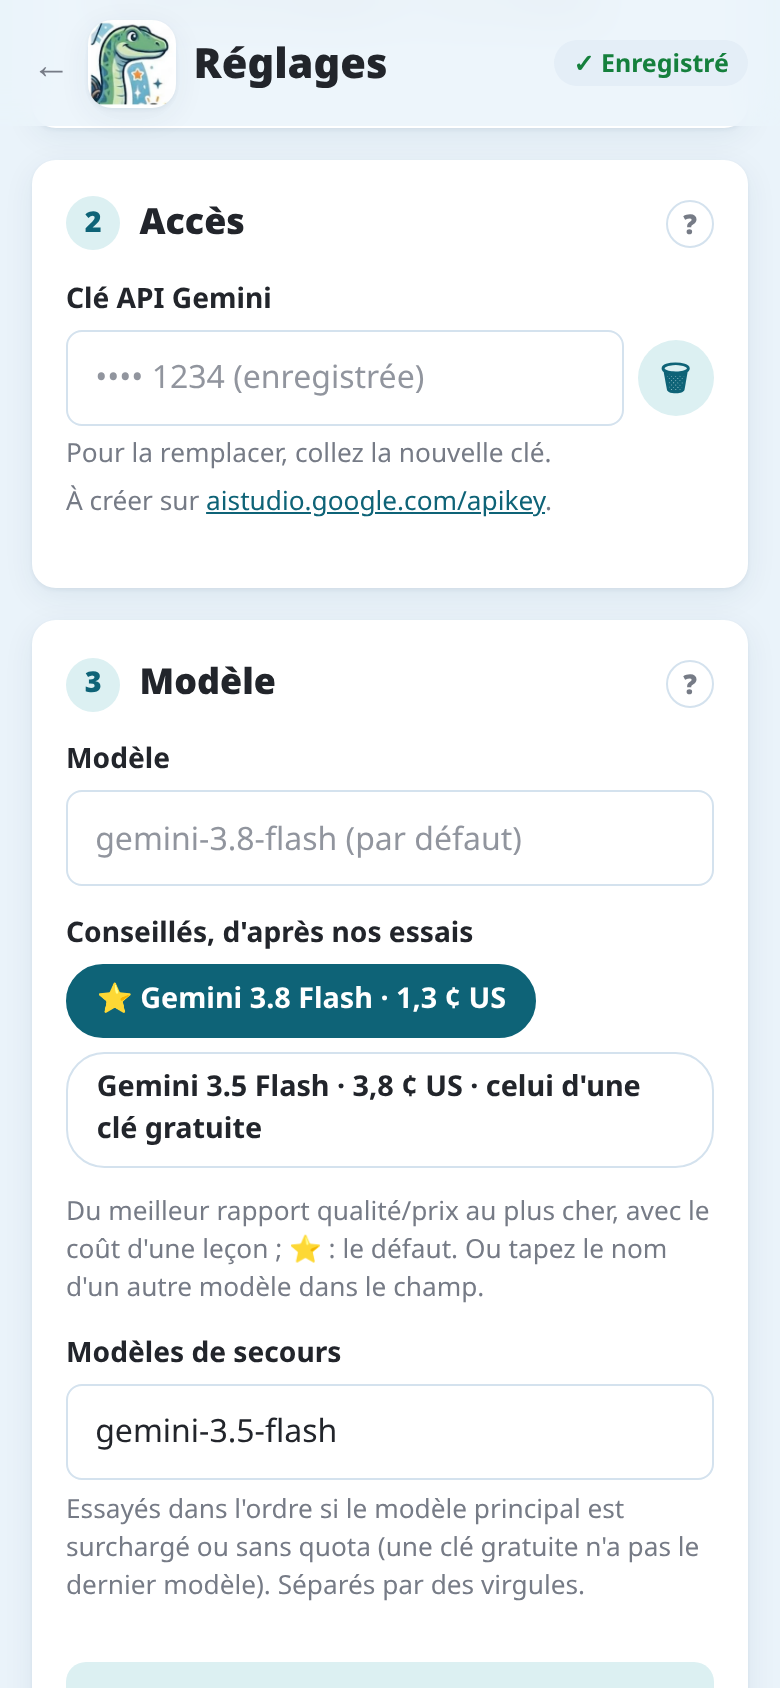 ← Réglages ✓ Enregistré
2 Accès ?
Clé API Gemini
•••• 1234 (enregistrée)
Pour la remplacer, collez la nouvelle clé.
À créer sur aistudio.google.com/apikey.
3 Modèle ?
Modèle
gemini-3.8-flash (par défaut)
Conseillés, d'après nos essais
⭐ Gemini 3.8 Flash · 1,3 ¢ US
Gemini 3.5 Flash · 3,8 ¢ US · celui d'une
clé gratuite
Du meilleur rapport qualité/prix au plus cher, avec le
coût d'une leçon ; ⭐ : le défaut. Ou tapez le nom
d'un autre modèle dans le champ.
Modèles de secours
gemini-3.5-flash
Essayés dans l'ordre si le modèle principal est
surchargé ou sans quota (une clé gratuite n'a pas le
dernier modèle). Séparés par des virgules.